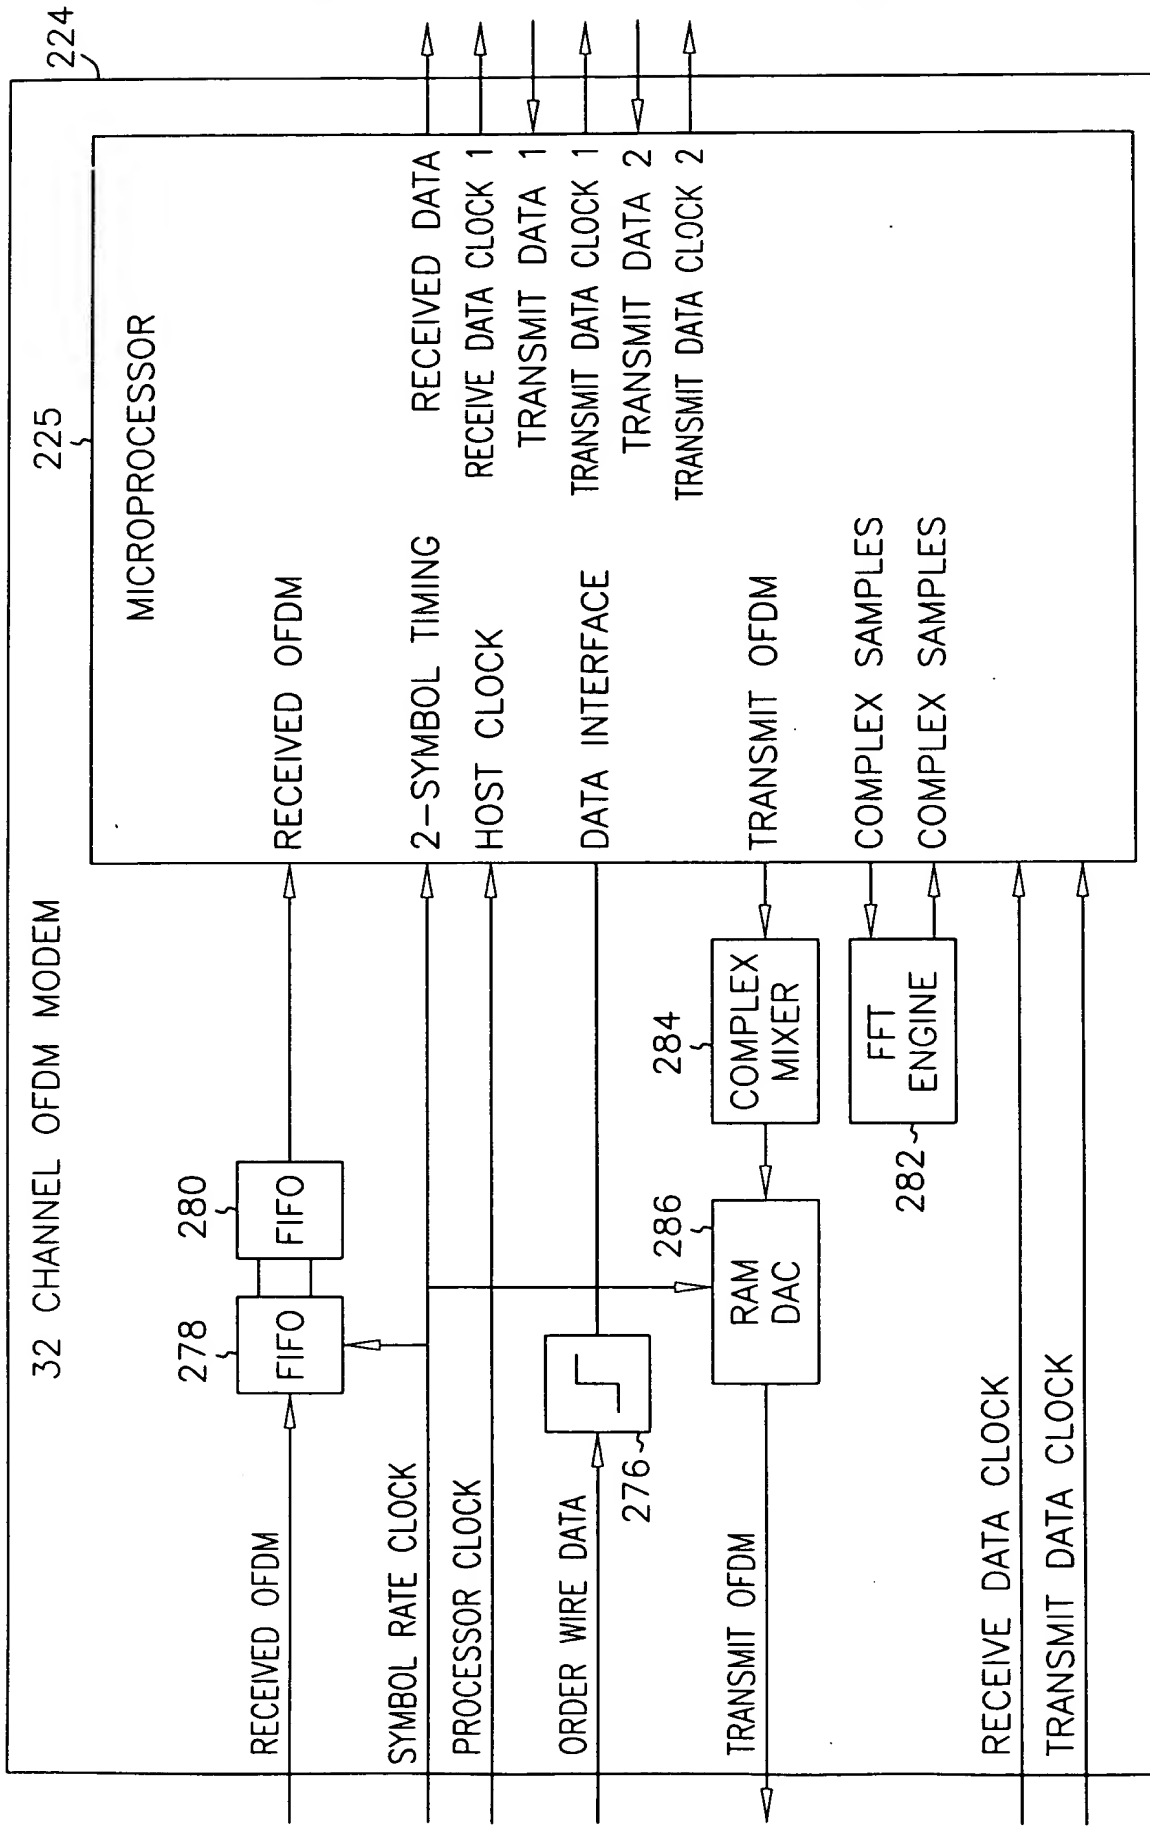 32 CHANNEL OFDM MODEM
224
225
MICROPROCESSOR
RECEIVED OFDM
278
FIFO
280
FIFO
RECEIVED OFDM
SYMBOL RATE CLOCK
2-SYMBOL TIMING
RECEIVED DATA
PROCESSOR CLOCK
HOST CLOCK
RECEIVE DATA CLOCK 1
TRANSMIT DATA 1
ORDER WIRE DATA
276
DATA INTERFACE
TRANSMIT DATA CLOCK 1
TRANSMIT DATA 2
TRANSMIT DATA CLOCK 2
TRANSMIT OFDM
286
RAM
DAC
284
COMPLEX
MIXER
TRANSMIT OFDM
282
FFT
ENGINE
COMPLEX SAMPLES
COMPLEX SAMPLES
RECEIVE DATA CLOCK
TRANSMIT DATA CLOCK